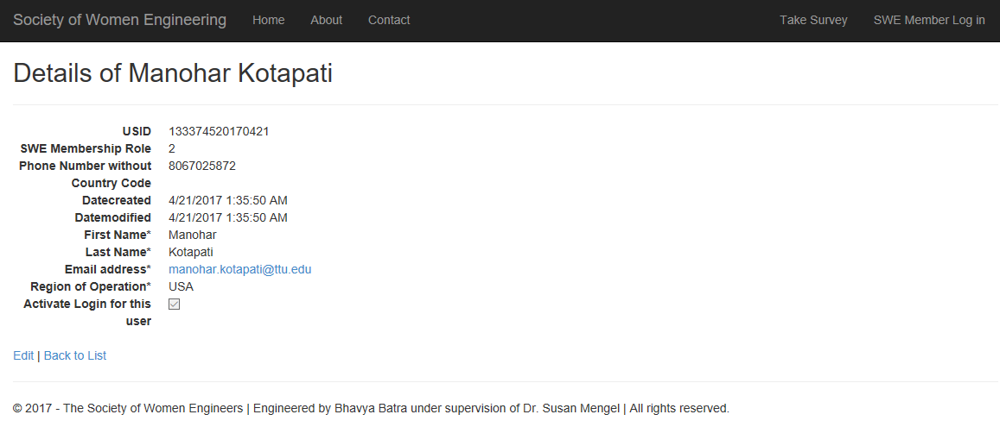 Society of Women Engineering Home About Contact Take Survey SWE Member Log in
Details of Manohar Kotapati
USID 133374520170421
SWE Membership Role 2
Phone Number without 8067025872
Country Code
Datecreated 4/21/2017 1:35:50 AM
Datemodified 4/21/2017 1:35:50 AM
First Name* Manohar
Last Name* Kotapati
Email address* manohar.kotapati@ttu.edu
Region of Operation* USA
Activate Login for this
user
Edit | Back to List
© 2017 - The Society of Women Engineers | Engineered by Bhavya Batra under supervision of Dr. Susan Mengel | All rights reserved.